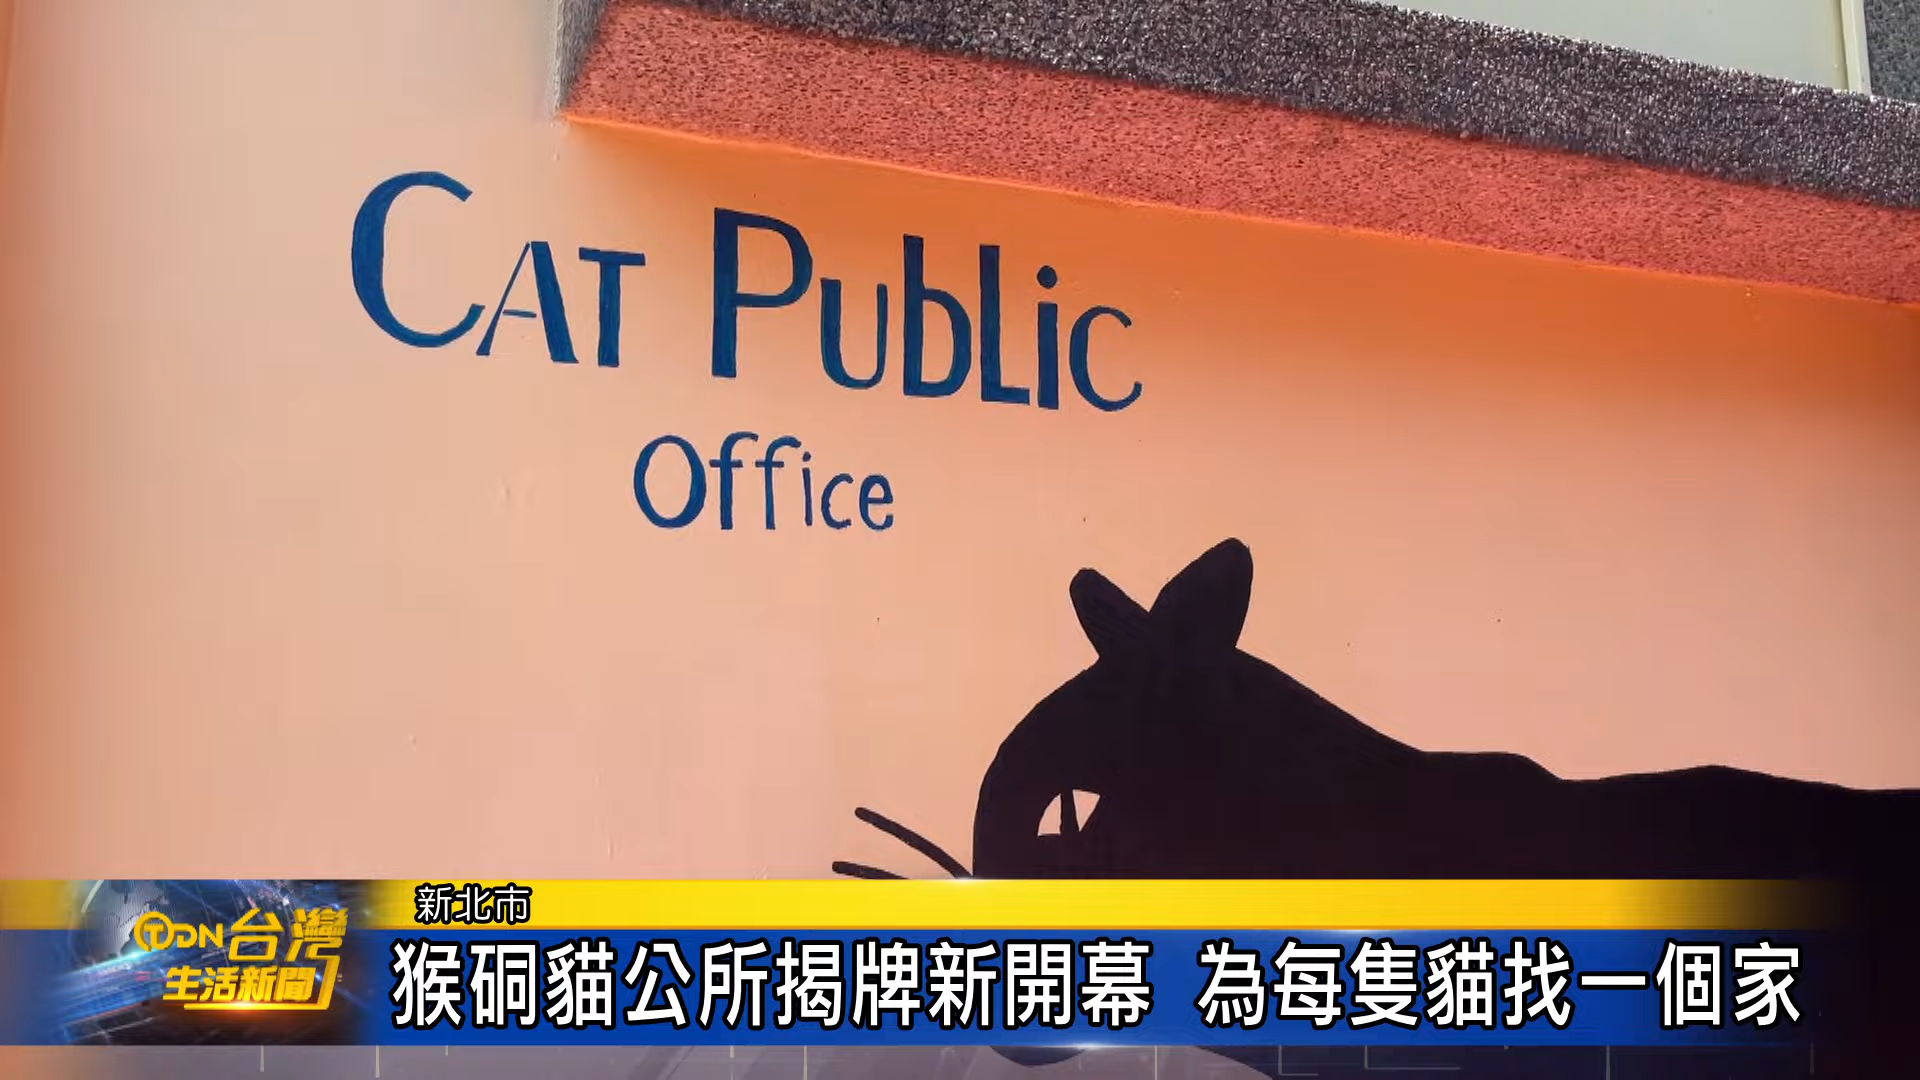 CAT PubLic
Office
新北市
TDN台灣
生活新聞
猴硐貓公所揭牌新開幕 為每隻貓找一個家